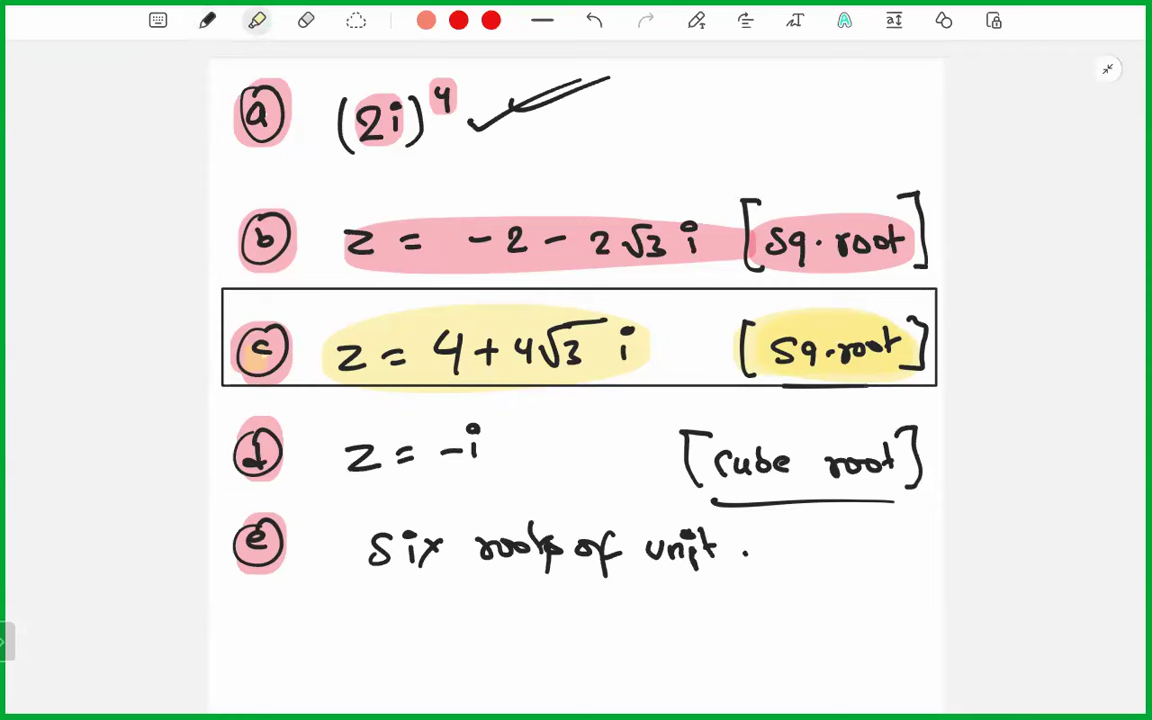 a (2i)^4
b z = -2 - 2√3 i [sq. root]
c z = 4 + 4√3 i [sq. root]
d z = -i [cube root]
e six roots of unit .